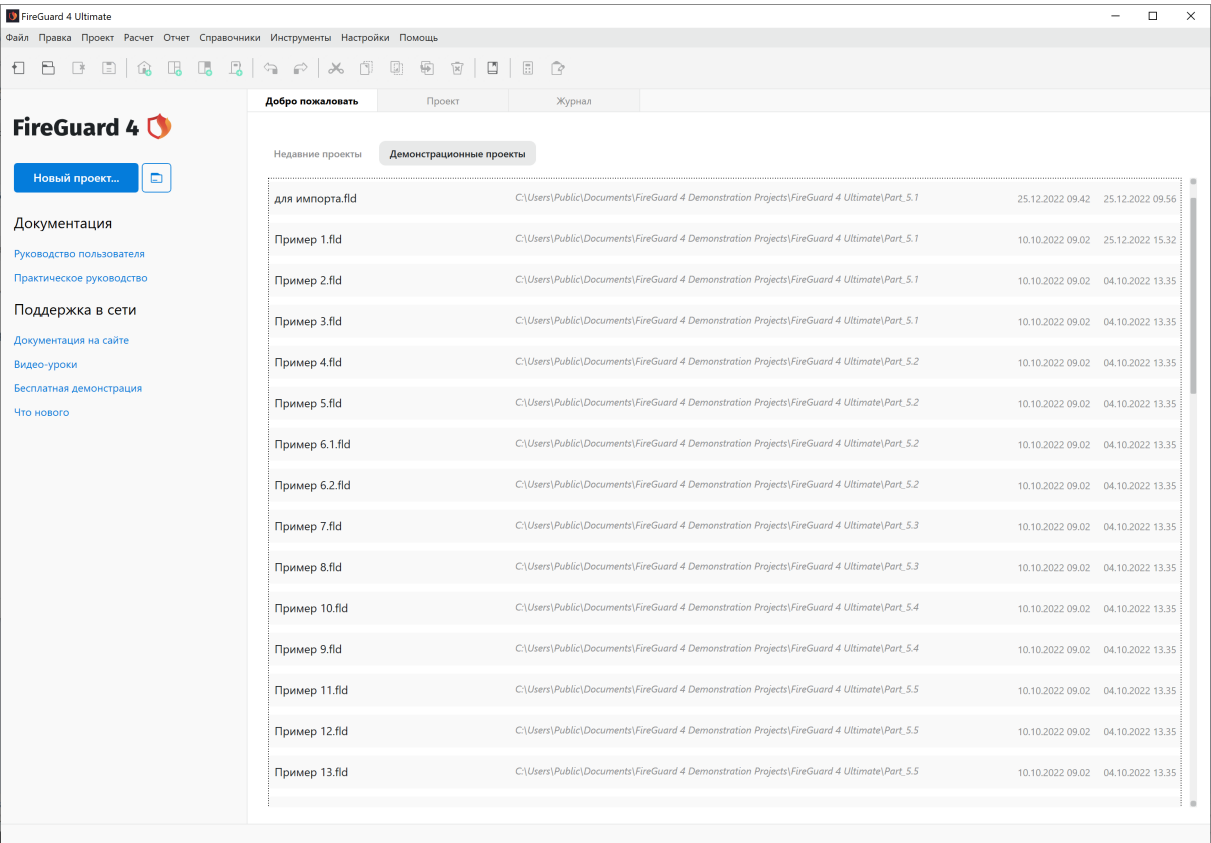 FireGuard 4 Ultimate
Файл Правка Проект Расчет Отчет Справочники Инструменты Настройки Помощь
FireGuard 4
Новый проект...
Документация
Руководство пользователя
Практическое руководство
Поддержка в сети
Документация на сайте
Видео-уроки
Бесплатная демонстрация
Что нового
Добро пожаловать Проект Журнал
Недавние проекты Демонстрационные проекты
для импорта.fld C:\Users\Public\Documents\FireGuard 4 Demonstration Projects\FireGuard 4 Ultimate\Part_5.1 25.12.2022 09.42 25.12.2022 09.56
Пример 1.fld C:\Users\Public\Documents\FireGuard 4 Demonstration Projects\FireGuard 4 Ultimate\Part_5.1 10.10.2022 09.02 25.12.2022 15.32
Пример 2.fld C:\Users\Public\Documents\FireGuard 4 Demonstration Projects\FireGuard 4 Ultimate\Part_5.1 10.10.2022 09.02 04.10.2022 13.35
Пример 3.fld C:\Users\Public\Documents\FireGuard 4 Demonstration Projects\FireGuard 4 Ultimate\Part_5.1 10.10.2022 09.02 04.10.2022 13.35
Пример 4.fld C:\Users\Public\Documents\FireGuard 4 Demonstration Projects\FireGuard 4 Ultimate\Part_5.2 10.10.2022 09.02 04.10.2022 13.35
Пример 5.fld C:\Users\Public\Documents\FireGuard 4 Demonstration Projects\FireGuard 4 Ultimate\Part_5.2 10.10.2022 09.02 04.10.2022 13.35
Пример 6.1.fld C:\Users\Public\Documents\FireGuard 4 Demonstration Projects\FireGuard 4 Ultimate\Part_5.2 10.10.2022 09.02 04.10.2022 13.35
Пример 6.2.fld C:\Users\Public\Documents\FireGuard 4 Demonstration Projects\FireGuard 4 Ultimate\Part_5.2 10.10.2022 09.02 04.10.2022 13.35
Пример 7.fld C:\Users\Public\Documents\FireGuard 4 Demonstration Projects\FireGuard 4 Ultimate\Part_5.3 10.10.2022 09.02 04.10.2022 13.35
Пример 8.fld C:\Users\Public\Documents\FireGuard 4 Demonstration Projects\FireGuard 4 Ultimate\Part_5.3 10.10.2022 09.02 04.10.2022 13.35
Пример 10.fld C:\Users\Public\Documents\FireGuard 4 Demonstration Projects\FireGuard 4 Ultimate\Part_5.4 10.10.2022 09.02 04.10.2022 13.35
Пример 9.fld C:\Users\Public\Documents\FireGuard 4 Demonstration Projects\FireGuard 4 Ultimate\Part_5.4 10.10.2022 09.02 04.10.2022 13.35
Пример 11.fld C:\Users\Public\Documents\FireGuard 4 Demonstration Projects\FireGuard 4 Ultimate\Part_5.5 10.10.2022 09.02 04.10.2022 13.35
Пример 12.fld C:\Users\Public\Documents\FireGuard 4 Demonstration Projects\FireGuard 4 Ultimate\Part_5.5 10.10.2022 09.02 04.10.2022 13.35
Пример 13.fld C:\Users\Public\Documents\FireGuard 4 Demonstration Projects\FireGuard 4 Ultimate\Part_5.5 10.10.2022 09.02 04.10.2022 13.35